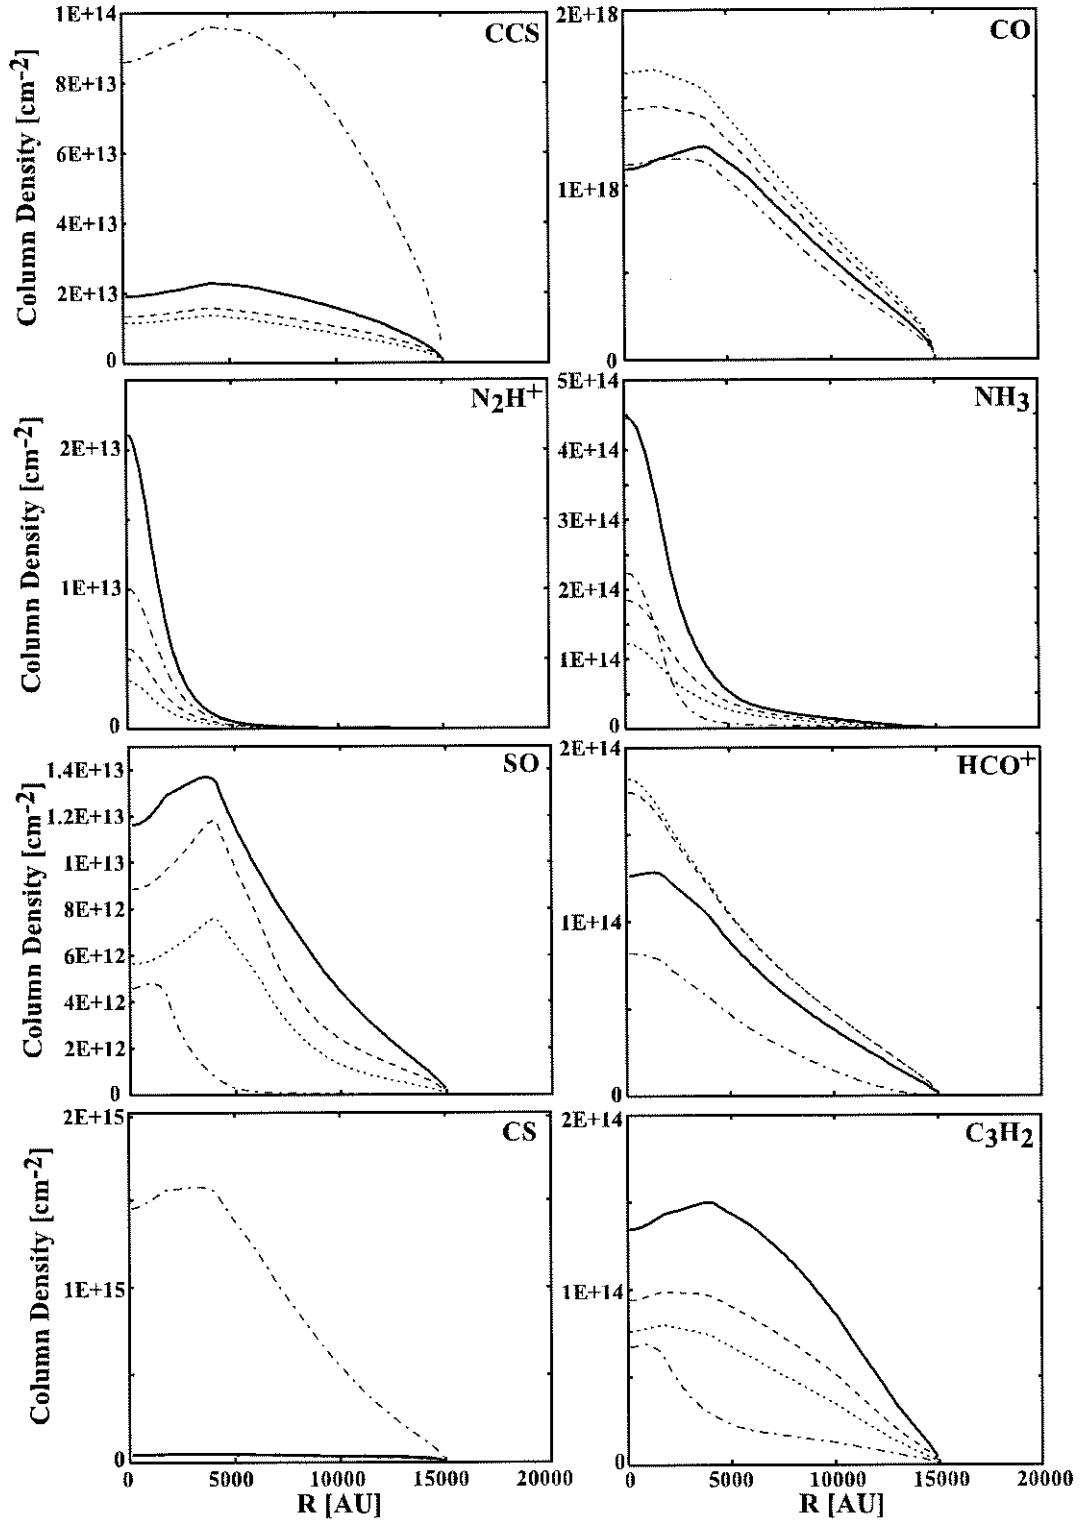 1E+14
8E+13
6E+13
4E+13
2E+13
0
Column Density [cm-2]
CCS
2E+18
1E+18
0
CO
2E+13
1E+13
0
Column Density [cm-2]
N2H+
5E+14
4E+14
3E+14
2E+14
1E+14
0
NH3
1.4E+13
1.2E+13
1E+13
8E+12
6E+12
4E+12
2E+12
0
Column Density [cm-2]
SO
2E+14
1E+14
0
HCO+
2E+15
1E+15
0
Column Density [cm-2]
CS
0 5000 10000 15000 20000
R [AU]
2E+14
1E+14
0
C3H2
0 5000 10000 15000 20000
R [AU]